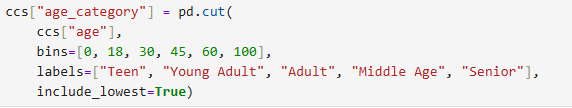 ccs["age_category"] = pd.cut(
    ccs["age"],
    bins=[0, 18, 30, 45, 60, 100],
    labels=["Teen", "Young Adult", "Adult", "Middle Age", "Senior"],
    include_lowest=True)